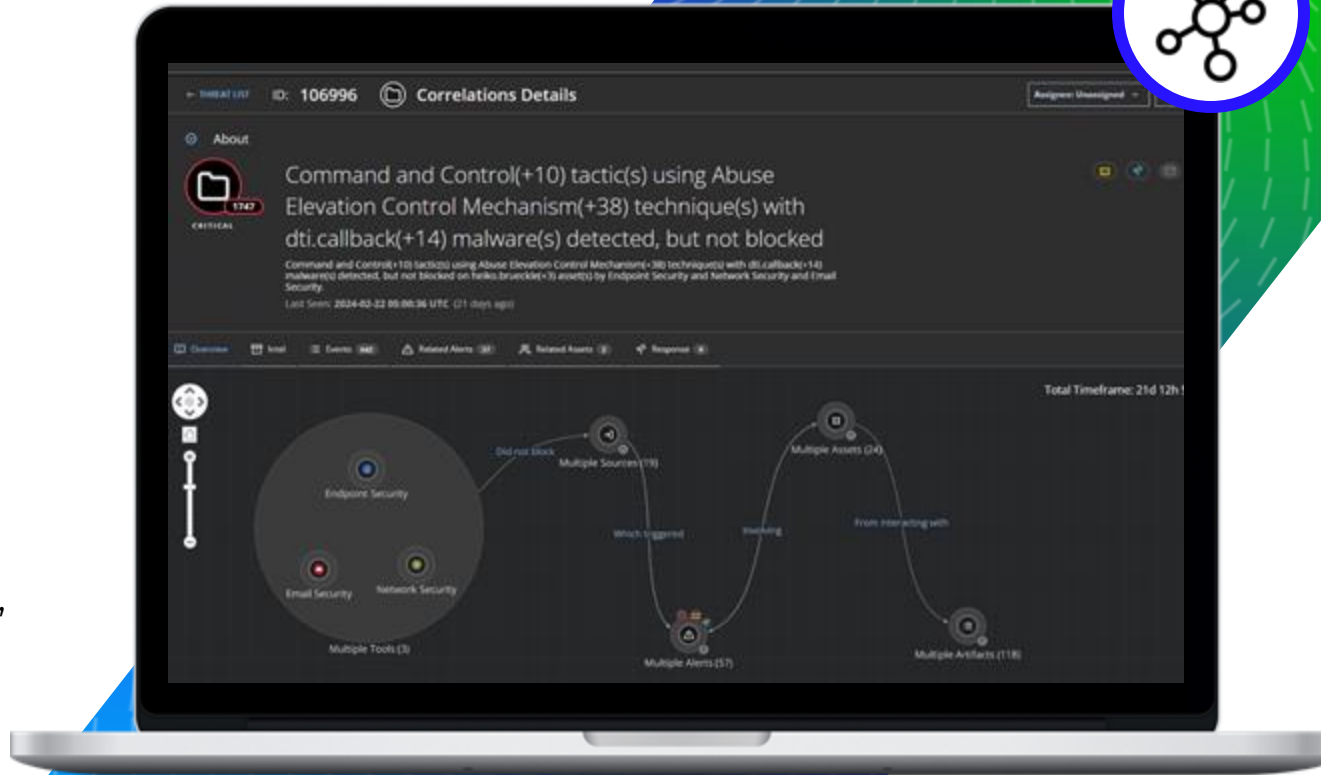 ← THREAT LIST
ID: 106996
Correlations Details
Assignee: Unassigned
About
1747
CRITICAL
Command and Control(+10) tactic(s) using Abuse
Elevation Control Mechanism(+38) technique(s) with
dti.callback(+14) malware(s) detected, but not blocked
Command and Control(+10) tactic(s) using Abuse Elevation Control Mechanism(+38) technique(s) with dti.callback(+14)
malware(s) detected, but not blocked on heiko.brueckle(+3) asset(s) by Endpoint Security and Network Security and Email
Security.
Last Seen: 2024-02-22 05:00:36 UTC (21 days ago)
Overview
Intel
Events
Related Alerts
Related Assets
Response
Total Timeframe: 21d 12h
Did not block
Multiple Sources (19)
Multiple Assets (24)
Endpoint Security
Which triggered
Involving
From interacting with
Email Security
Network Security
Multiple Tools (3)
Multiple Alerts (57)
Multiple Artifacts (118)